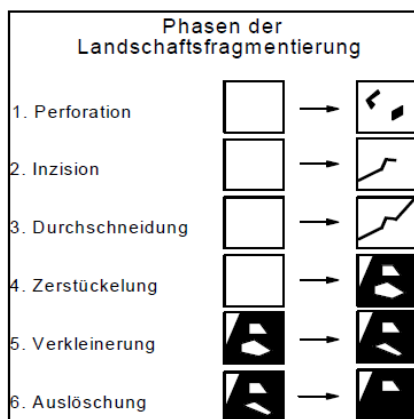 Phasen der
Landschaftsfragmentierung
1. Perforation
2. Inzision
3. Durchschneidung
4. Zerstückelung
5. Verkleinerung
6. Auslöschung